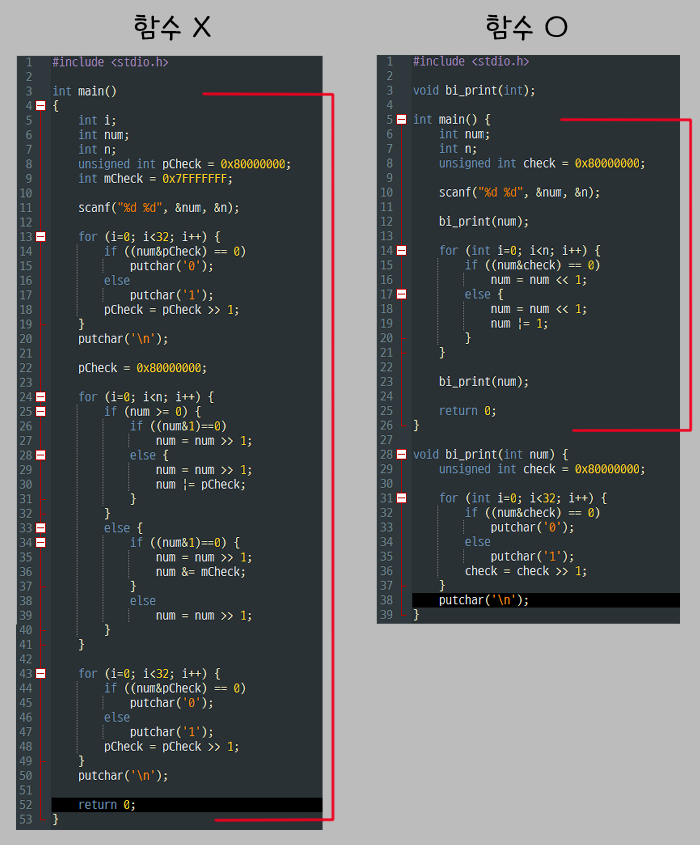 함수 X
1 #include <stdio.h>
2
3 int main()
4 {
5     int i;
6     int num;
7     int n;
8     unsigned int pCheck = 0x80000000;
9     int mCheck = 0x7FFFFFFF;
10
11     scanf("%d %d", &num, &n);
12
13     for (i=0; i<32; i++) {
14         if ((num&pCheck) == 0)
15             putchar('0');
16         else
17             putchar('1');
18         pCheck = pCheck >> 1;
19     }
20     putchar('\n');
21
22     pCheck = 0x80000000;
23
24     for (i=0; i<n; i++) {
25         if (num >= 0) {
26             if ((num&1)==0)
27                 num = num >> 1;
28             else {
29                 num = num >> 1;
30                 num |= pCheck;
31             }
32         }
33         else {
34             if ((num&1)==0) {
35                 num = num >> 1;
36                 num &= mCheck;
37             }
38             else
39                 num = num >> 1;
40         }
41     }
42
43     for (i=0; i<32; i++) {
44         if ((num&pCheck) == 0)
45             putchar('0');
46         else
47             putchar('1');
48         pCheck = pCheck >> 1;
49     }
50     putchar('\n');
51
52     return 0;
53 }
함수 O
1 #include <stdio.h>
2
3 void bi_print(int);
4
5 int main() {
6     int num;
7     int n;
8     unsigned int check = 0x80000000;
9
10     scanf("%d %d", &num, &n);
11
12     bi_print(num);
13
14     for (int i=0; i<n; i++) {
15         if ((num&check) == 0)
16             num = num << 1;
17         else {
18             num = num << 1;
19             num |= 1;
20         }
21     }
22
23     bi_print(num);
24
25     return 0;
26 }
27
28 void bi_print(int num) {
29     unsigned int check = 0x80000000;
30
31     for (int i=0; i<32; i++) {
32         if ((num&check) == 0)
33             putchar('0');
34         else
35             putchar('1');
36         check = check >> 1;
37     }
38     putchar('\n');
39 }